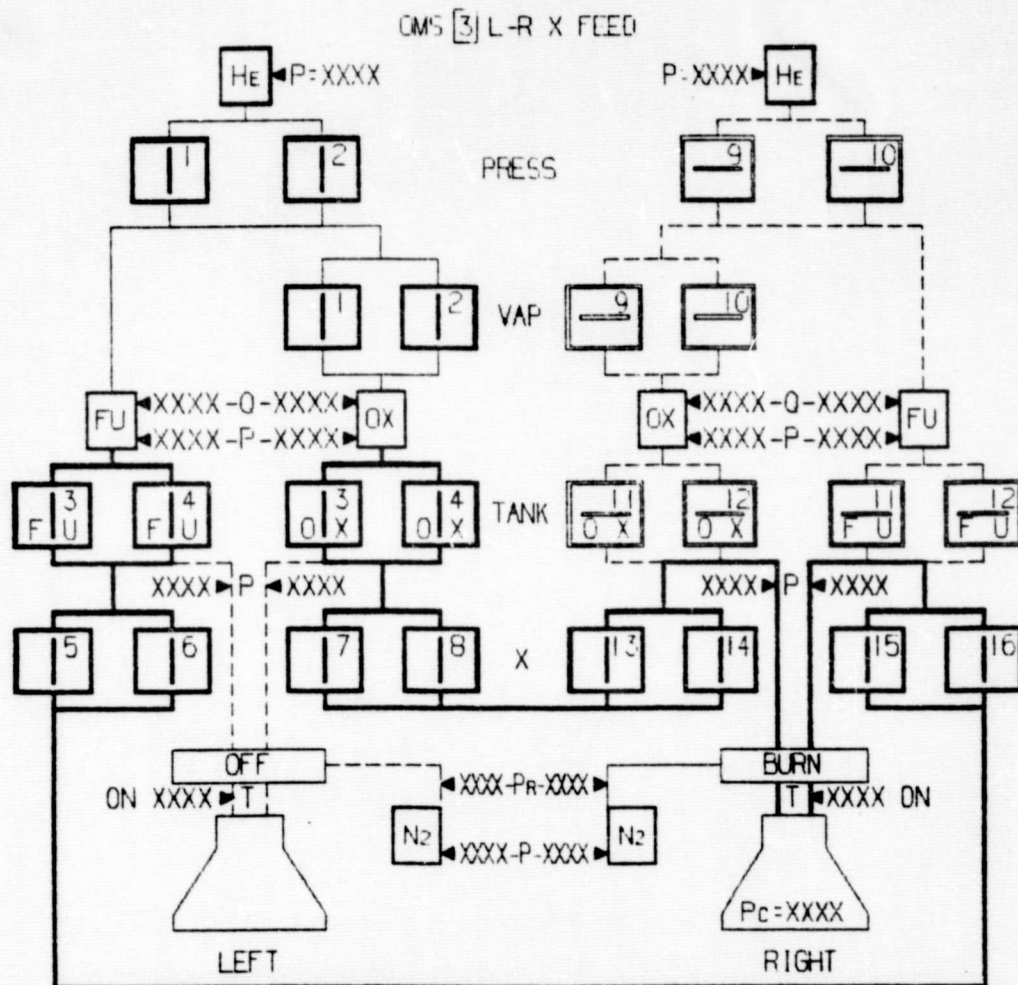 OMS [3] L-R X FEED
HE P=XXXX P=XXXX HE
1 2 PRESS 9 10
1 2 VAP 9 10
FU XXXX-Q-XXXX OX OX XXXX-Q-XXXX FU
XXXX-P-XXXX XXXX-P-XXXX
3 4 3 4 TANK 11 12 11 12
F U F U O X O X O X O X F U F U
XXXX P XXXX XXXX P XXXX
5 6 7 8 X 13 14 15 16
OFF BURN
XXXX-PR-XXXX
ON XXXX T T XXXX ON
N2 XXXX-P-XXXX N2
PC=XXXX
LEFT RIGHT